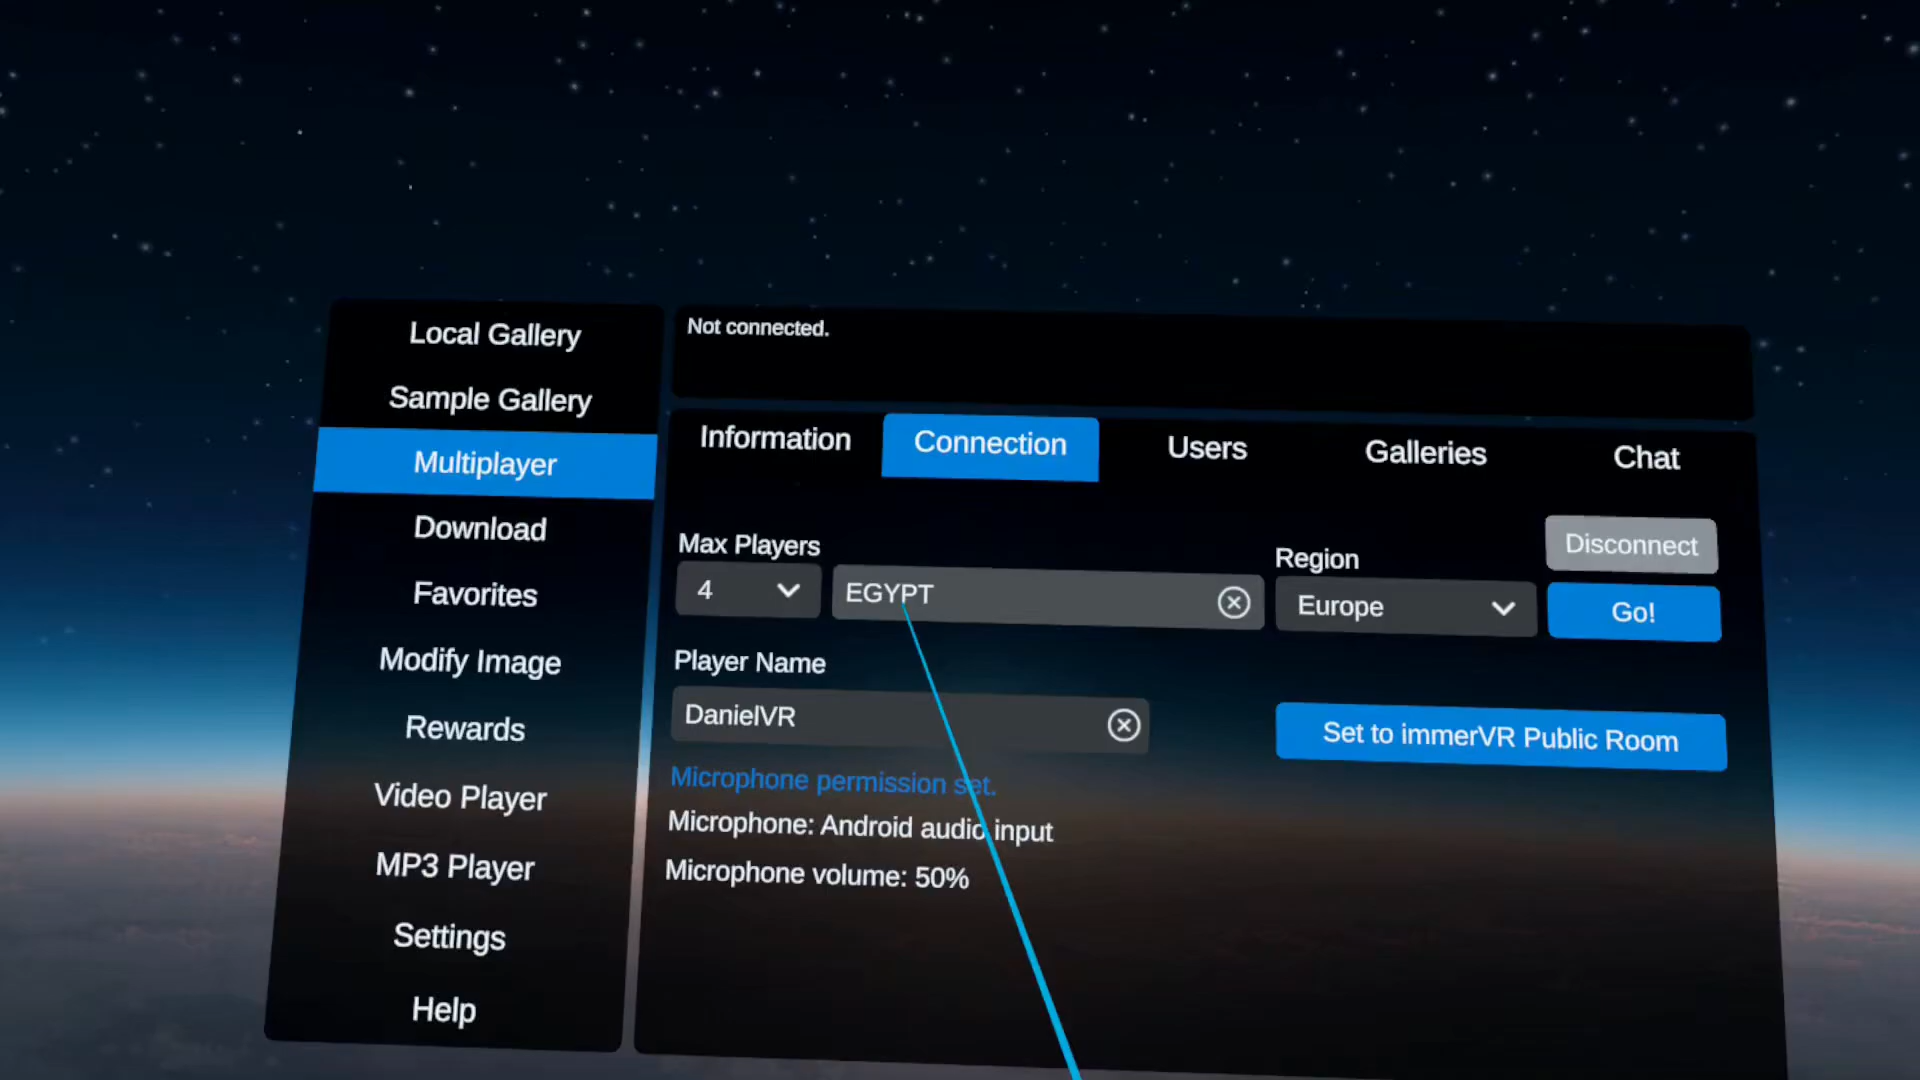 Local Gallery
Sample Gallery
Multiplayer
Download
Favorites
Modify Image
Rewards
Video Player
MP3 Player
Settings
Help
Not connected.
Information Connection Users Galleries Chat
Max Players
4
EGYPT
Region
Europe
Disconnect
Go!
Player Name
DanielVR
Set to immerVR Public Room
Microphone permission set.
Microphone: Android audio input
Microphone volume: 50%